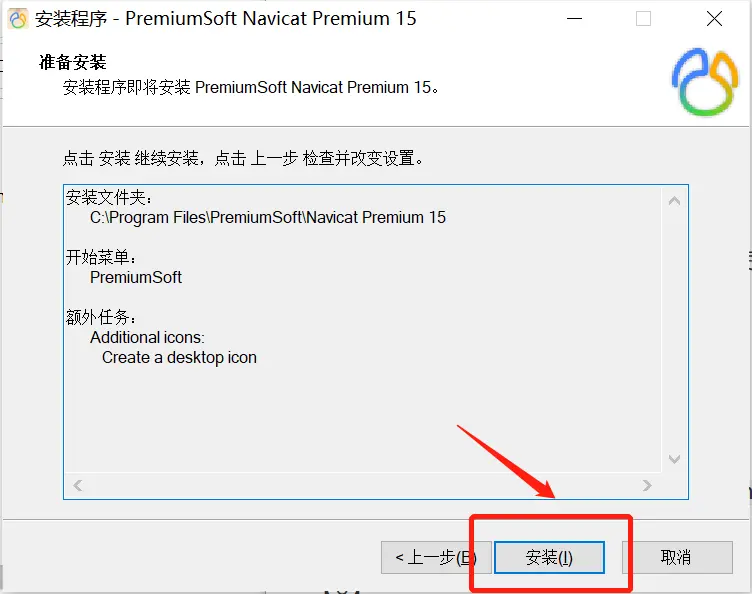 安装程序 - PremiumSoft Navicat Premium 15
准备安装
安装程序即将安装 PremiumSoft Navicat Premium 15。
点击 安装 继续安装，点击 上一步 检查并改变设置。
安装文件夹：
C:\Program Files\PremiumSoft\Navicat Premium 15
开始菜单：
PremiumSoft
额外任务：
Additional icons:
Create a desktop icon
< 上一步(B) 安装(I) 取消